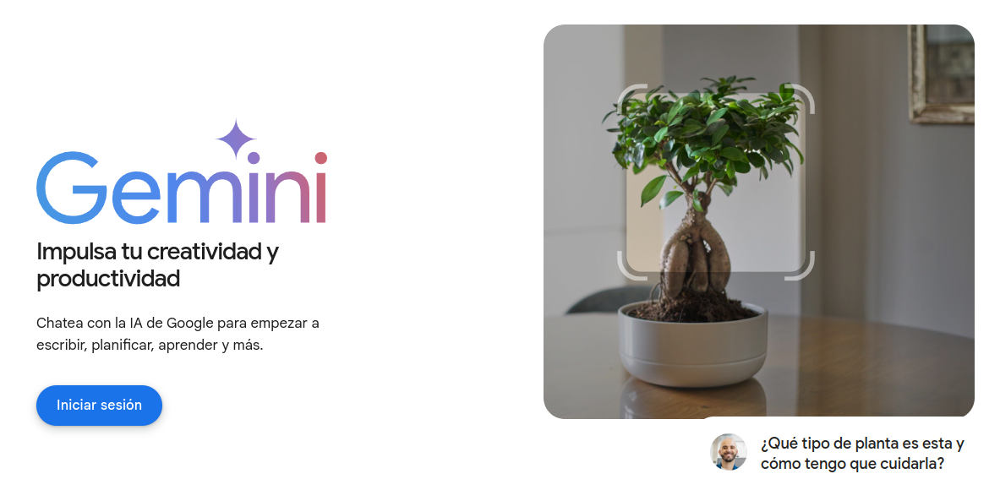 Gemini
Impulsa tu creatividad y
productividad
Chatea con la IA de Google para empezar a
escribir, planificar, aprender y más.
Iniciar sesión
¿Qué tipo de planta es esta y
cómo tengo que cuidarla?